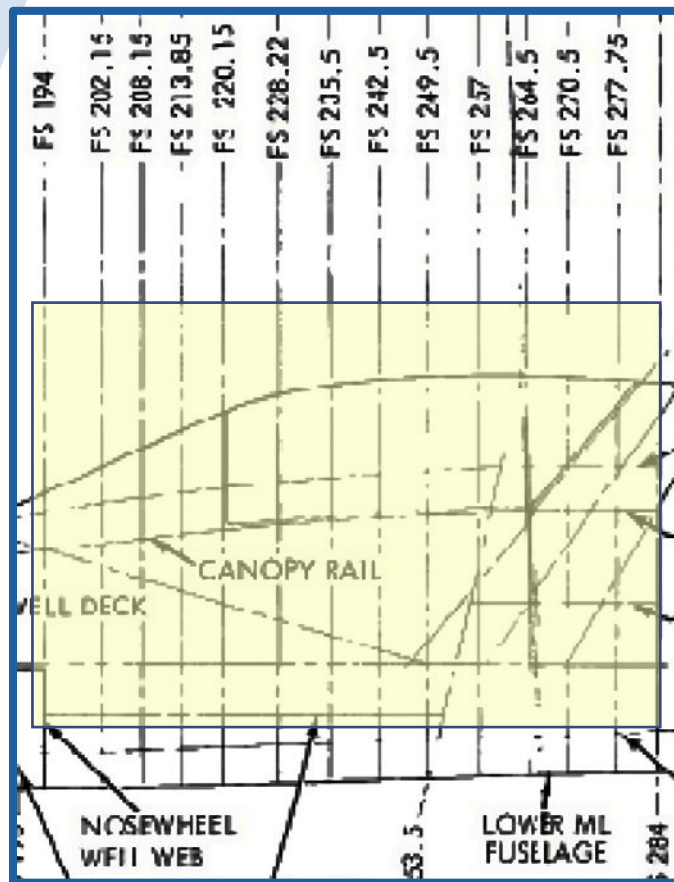 FS 194
FS 202.15
FS 208.15
FS 213.85
FS 220.15
FS 228.22
FS 235.5
FS 242.5
FS 249.5
FS 257
FS 264.5
FS 270.5
FS 277.75
CANOPY RAIL
ELL DECK
NOSEWHEEL
WELL WEB
LOWER ML
FUSELAGE
53.5
S 284